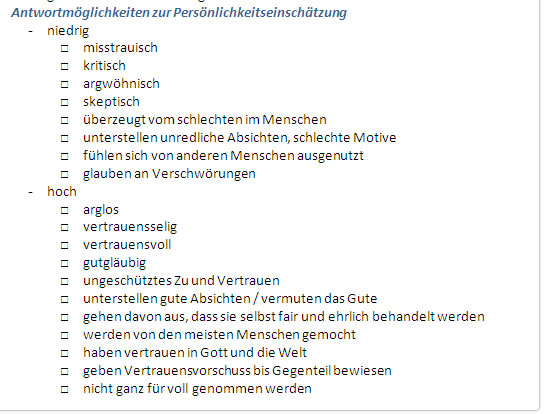 Antwortmöglichkeiten zur Persönlichkeitseinschätzung
- niedrig
□ misstrauisch
□ kritisch
□ argwöhnisch
□ skeptisch
□ überzeugt vom schlechten im Menschen
□ unterstellen unredliche Absichten, schlechte Motive
□ fühlen sich von anderen Menschen ausgenutzt
□ glauben an Verschwörungen
- hoch
□ arglos
□ vertrauensselig
□ vertrauensvoll
□ gutgläubig
□ ungeschütztes Zu und Vertrauen
□ unterstellen gute Absichten / vermuten das Gute
□ gehen davon aus, dass sie selbst fair und ehrlich behandelt werden
□ werden von den meisten Menschen gemocht
□ haben vertrauen in Gott und die Welt
□ geben Vertrauensvorschuss bis Gegenteil bewiesen
□ nicht ganz für voll genommen werden